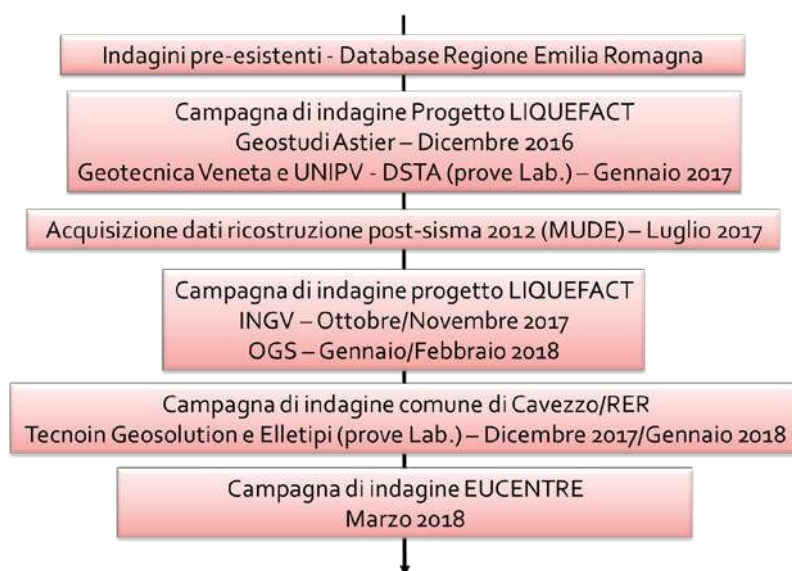 Indagini pre-esistenti - Database Regione Emilia Romagna
Campagna di indagine Progetto LIQUEFACT
Geostudi Astier – Dicembre 2016
Geotecnica Veneta e UNIPV - DSTA (prove Lab.) – Gennaio 2017
Acquisizione dati ricostruzione post-sisma 2012 (MUDE) – Luglio 2017
Campagna di indagine progetto LIQUEFACT
INGV – Ottobre/Novembre 2017
OGS – Gennaio/Febbraio 2018
Campagna di indagine comune di Cavezzo/RER
Tecnoin Geosolution e Elletipi (prove Lab.) – Dicembre 2017/Gennaio 2018
Campagna di indagine EUCENTRE
Marzo 2018